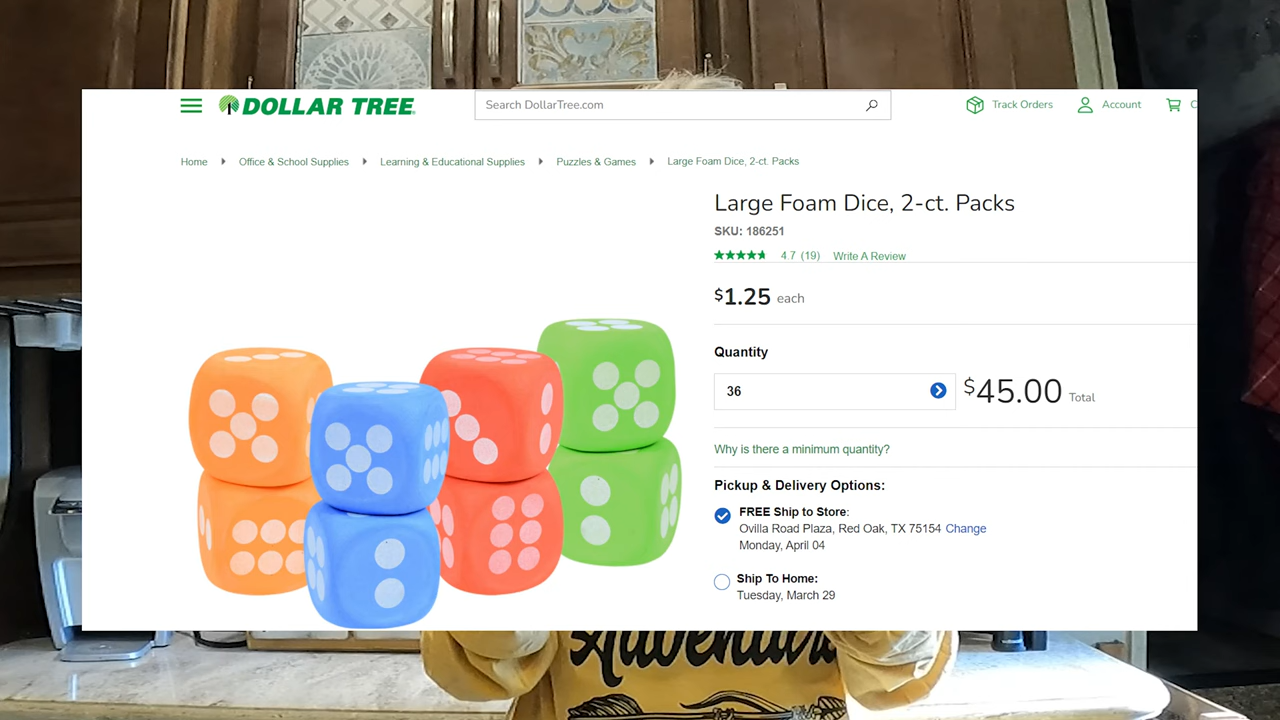 DOLLAR TREE
Search DollarTree.com
Track Orders
Account
C
Home
Office & School Supplies
Learning & Educational Supplies
Puzzles & Games
Large Foam Dice, 2-ct. Packs
Large Foam Dice, 2-ct. Packs
SKU: 186251
4.7 (19) Write A Review
$1.25 each
Quantity
36
$45.00 Total
Why is there a minimum quantity?
Pickup & Delivery Options:
FREE Ship to Store:
Ovilla Road Plaza, Red Oak, TX 75154 Change
Monday, April 04
Ship To Home:
Tuesday, March 29